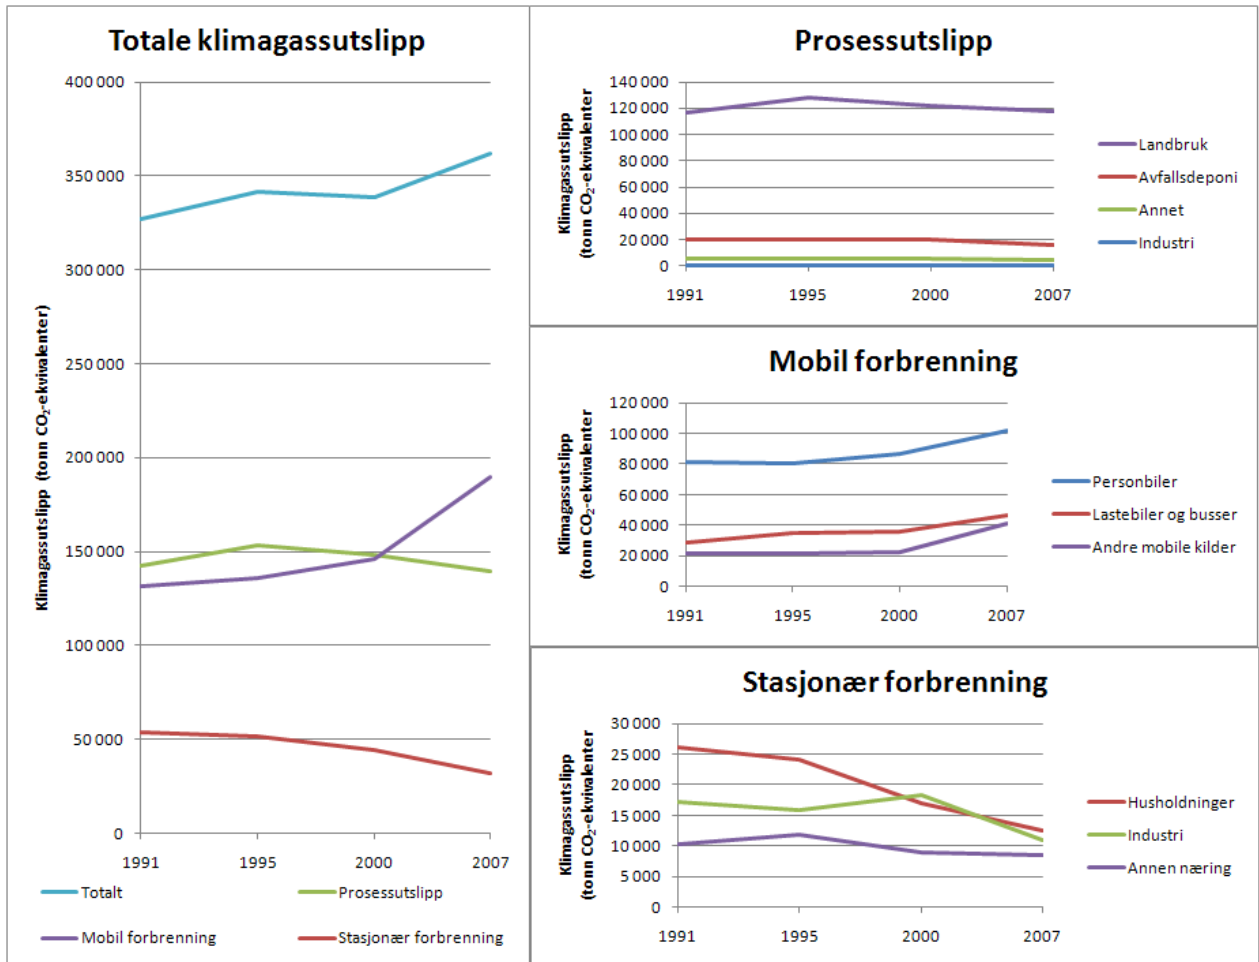 Totale klimagassutslipp
Klimagassutslipp (tonn CO₂-ekvivalenter)
400 000
350 000
300 000
250 000
200 000
150 000
100 000
50 000
0
1991 1995 2000 2007
Totalt Prosessutslipp
Mobil forbrenning Stasjonær forbrenning
Prosessutslipp
Klimagassutslipp
(tonn CO₂-ekvivalenter
140 000
120 000
100 000
80 000
60 000
40 000
20 000
0
1991 1995 2000 2007
Landbruk
Avfallsdeponi
Annet
Industri
Mobil forbrenning
Klimagassutslipp
(tonn CO₂-ekvivalenter
120 000
100 000
80 000
60 000
40 000
20 000
0
1991 1995 2000 2007
Personbiler
Lastebiler og busser
Andre mobile kilder
Stasjonær forbrenning
Klimagassutslipp
(tonn CO₂-ekvivalenter
30 000
25 000
20 000
15 000
10 000
5 000
0
1991 1995 2000 2007
Husholdninger
Industri
Annen næring